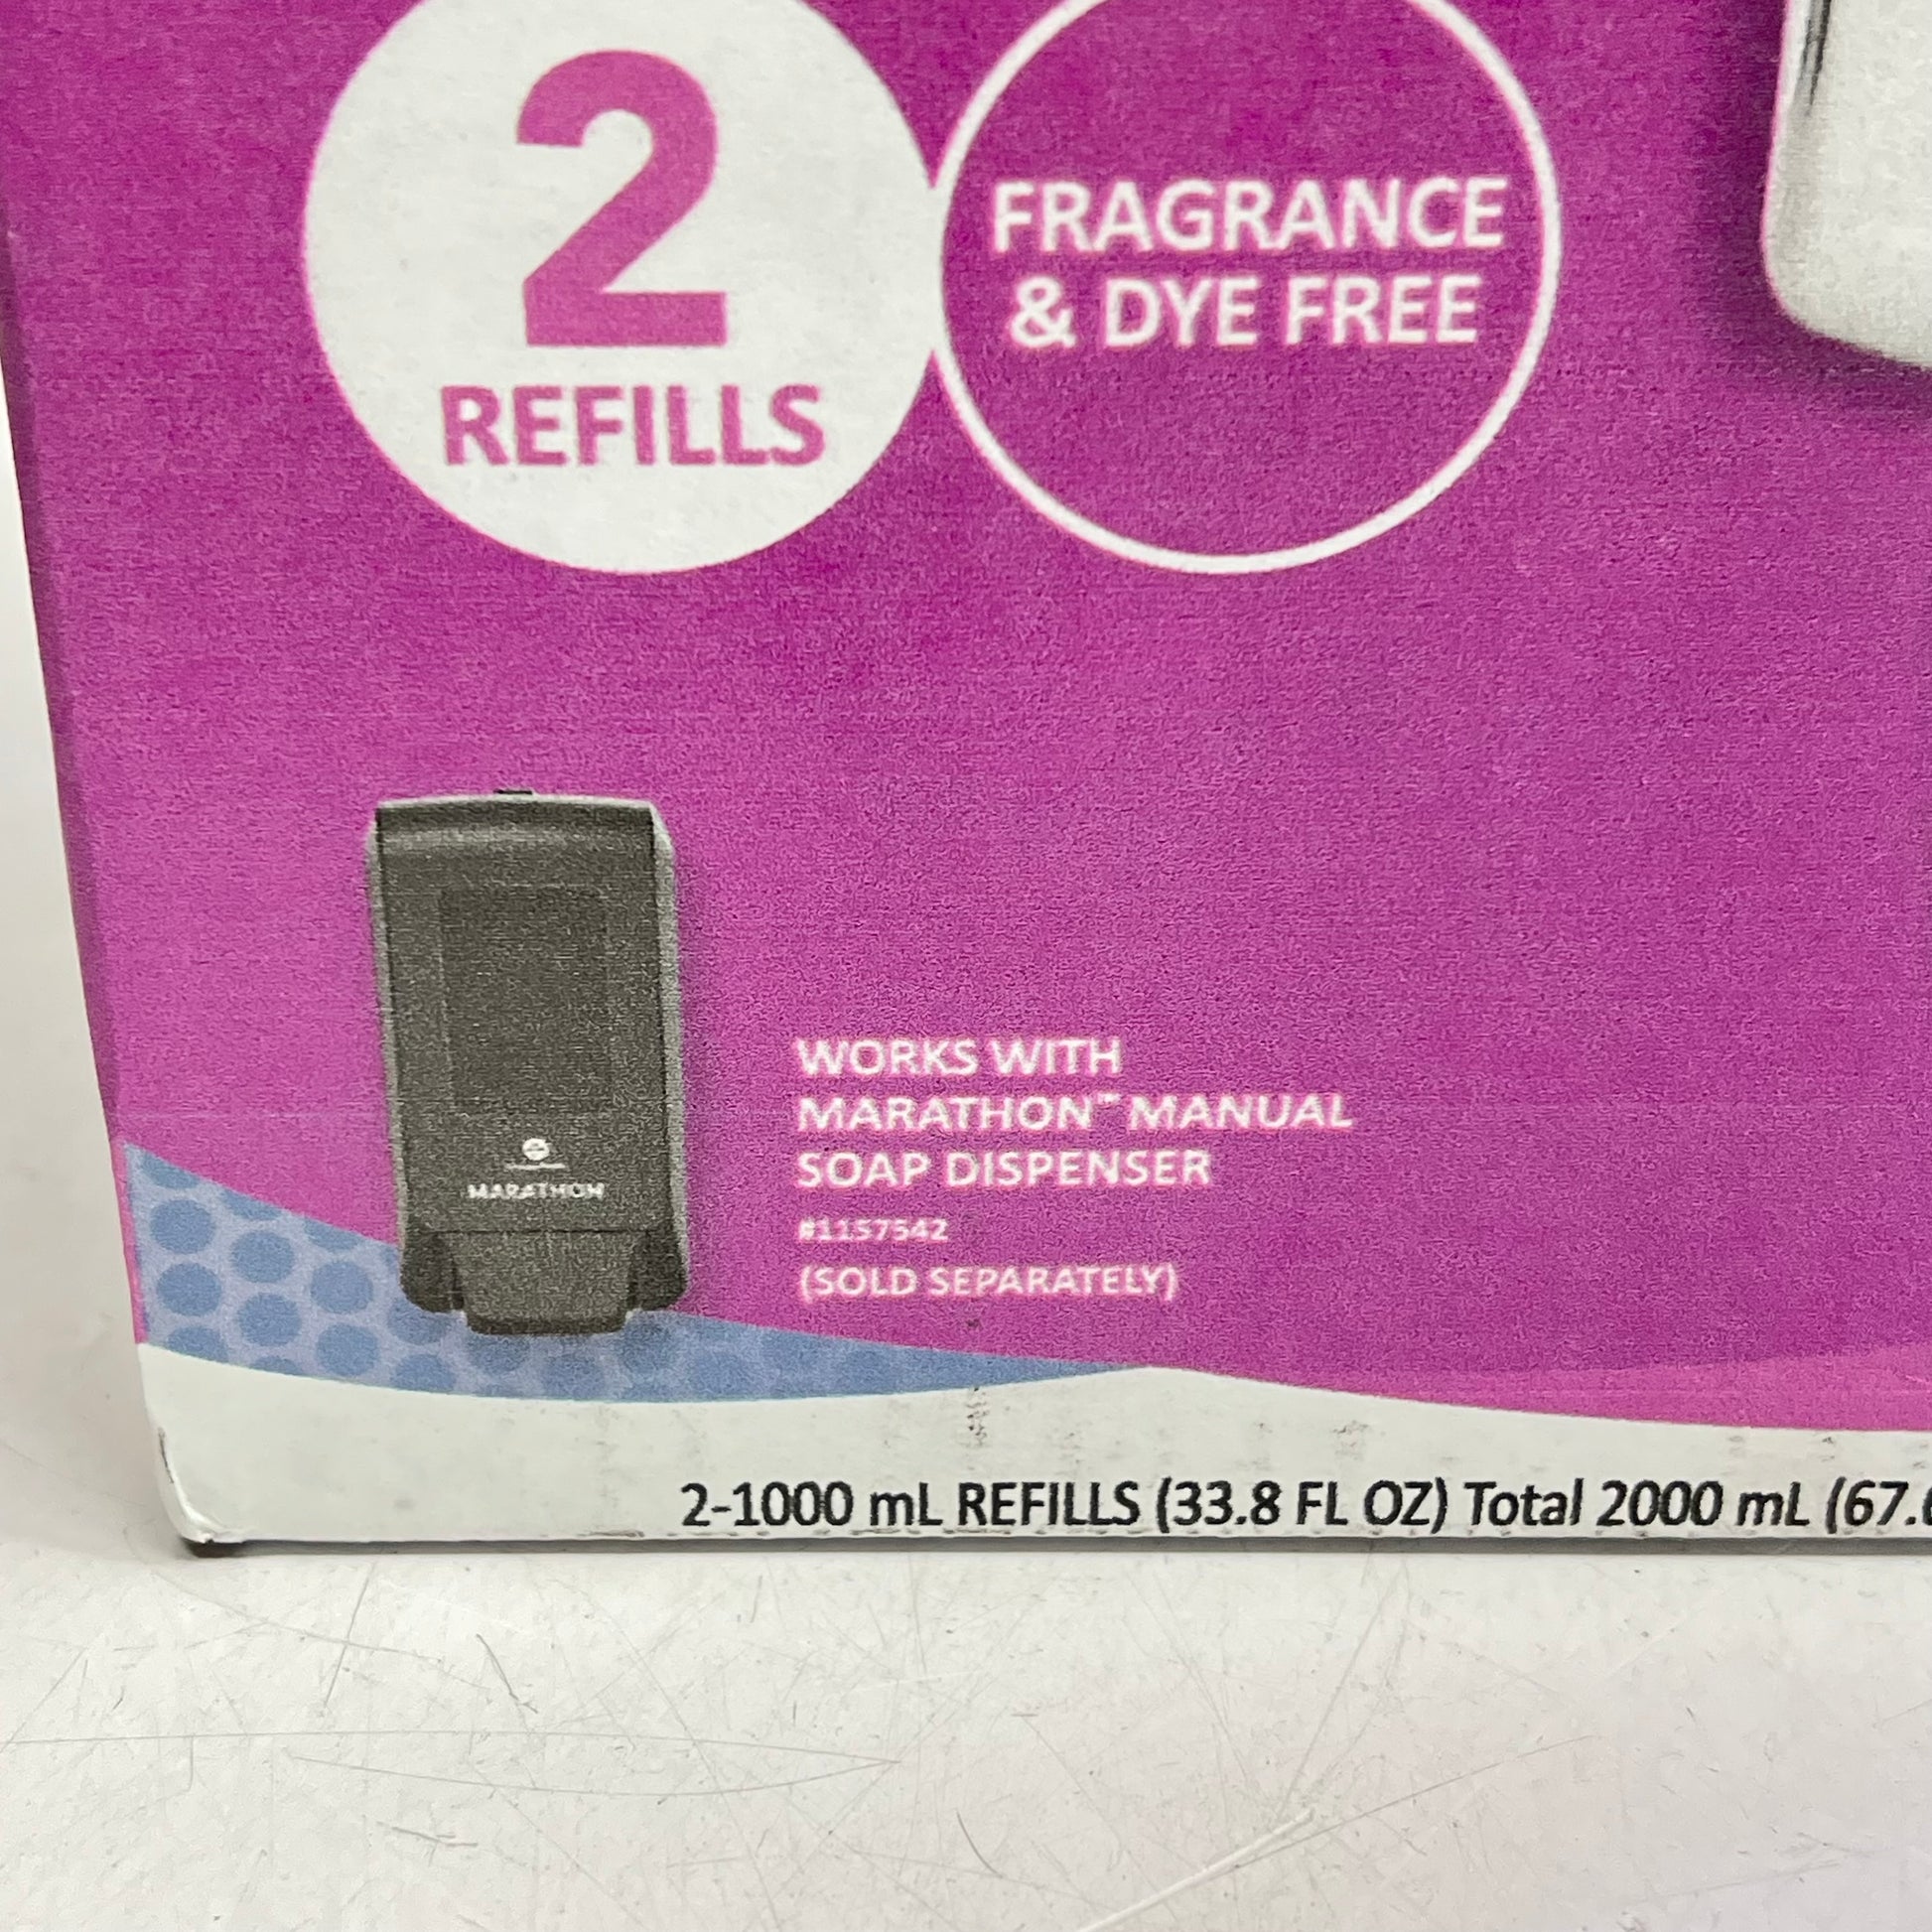 2
REFILLS
FRAGRANCE
& DYE FREE
MARATHON
WORKS WITH
MARATHON™ MANUAL
SOAP DISPENSER
#1157542
(SOLD SEPARATELY)
2-1000 mL REFILLS (33.8 FL OZ) Total 2000 mL (67.